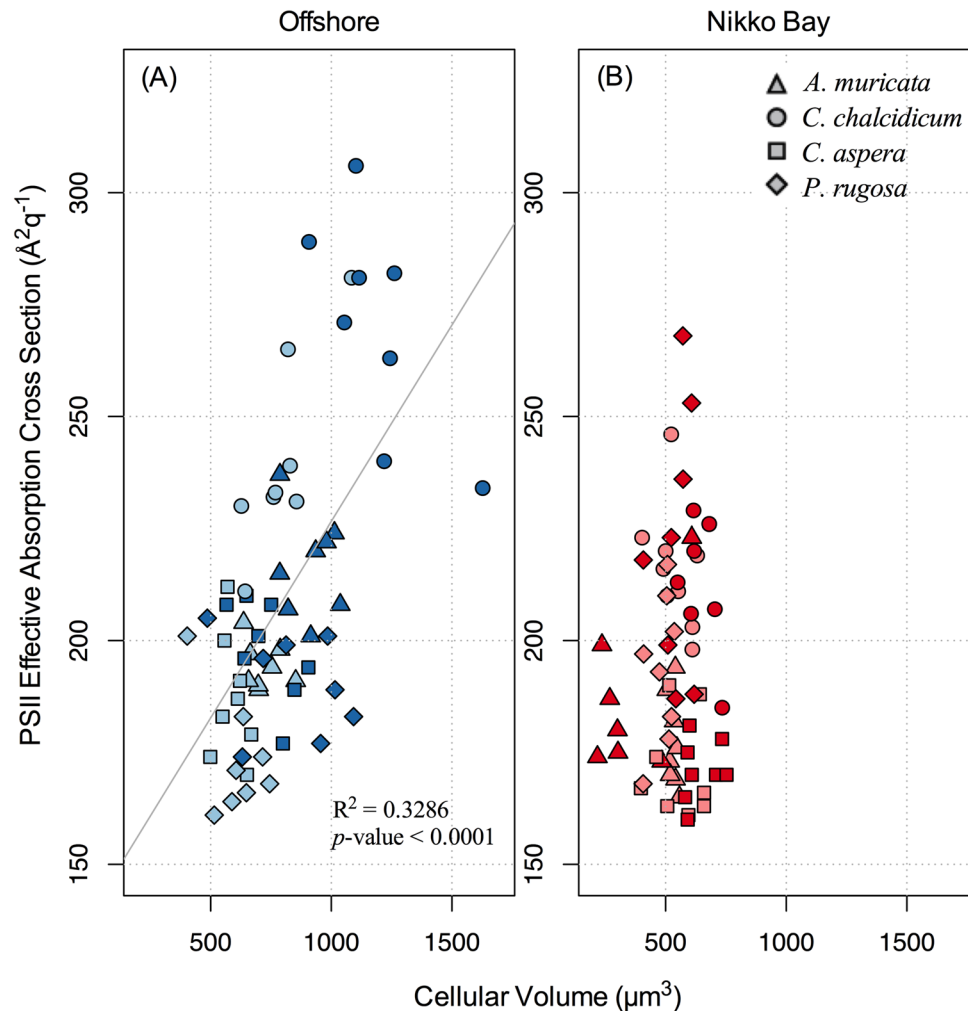 Offshore
Nikko Bay
(A)
(B)
A. muricata
C. chalcidicum
C. aspera
P. rugosa
PSII Effective Absorption Cross Section (Å²q⁻¹)
300
250
200
150
300
250
200
150
R² = 0.3286
p-value < 0.0001
500 1000 1500
500 1000 1500
Cellular Volume (µm³)